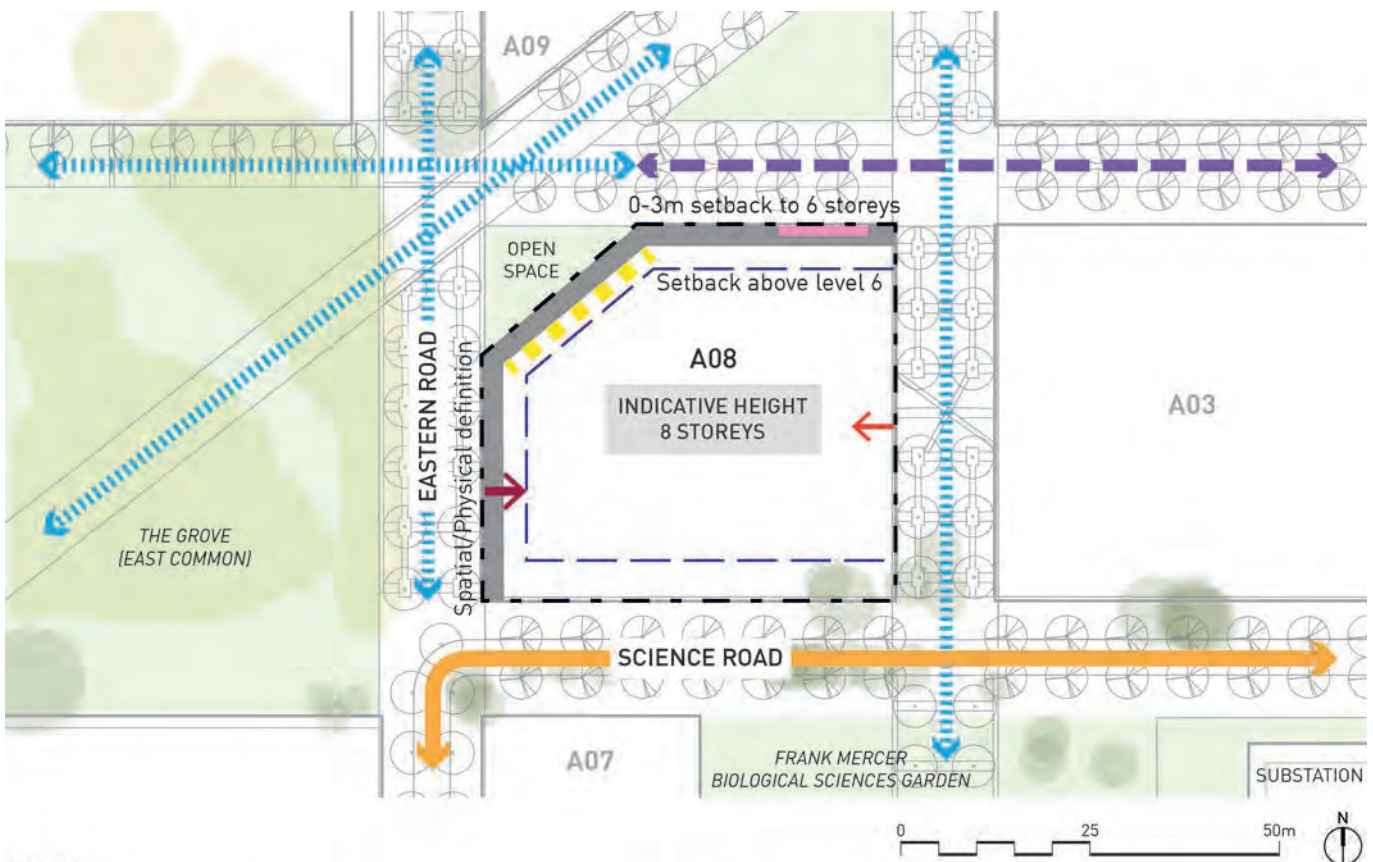 A09
0-3m setback to 6 storeys
OPEN
SPACE
Setback above level 6
EASTERN ROAD
Spatial/Physical definition
A08
INDICATIVE HEIGHT
8 STOREYS
A03
THE GROVE
(EAST COMMON)
SCIENCE ROAD
A07
FRANK MERCER
BIOLOGICAL SCIENCES GARDEN
SUBSTATION
0
25
50m
N